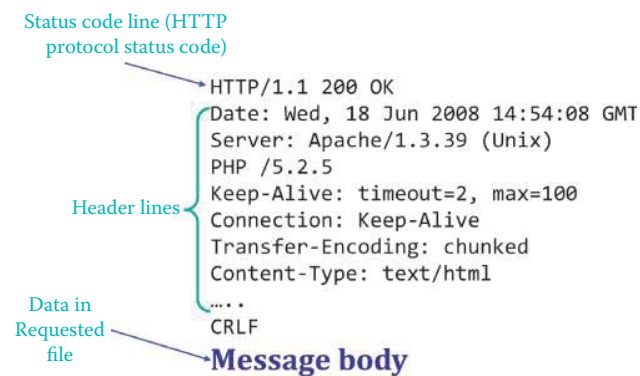 Status code line (HTTP
protocol status code)
HTTP/1.1 200 OK
Date: Wed, 18 Jun 2008 14:54:08 GMT
Server: Apache/1.3.39 (Unix)
PHP /5.2.5
Keep-Alive: timeout=2, max=100
Header lines
Connection: Keep-Alive
Transfer-Encoding: chunked
Content-Type: text/html
…..
Data in
Requested
file
CRLF
Message body